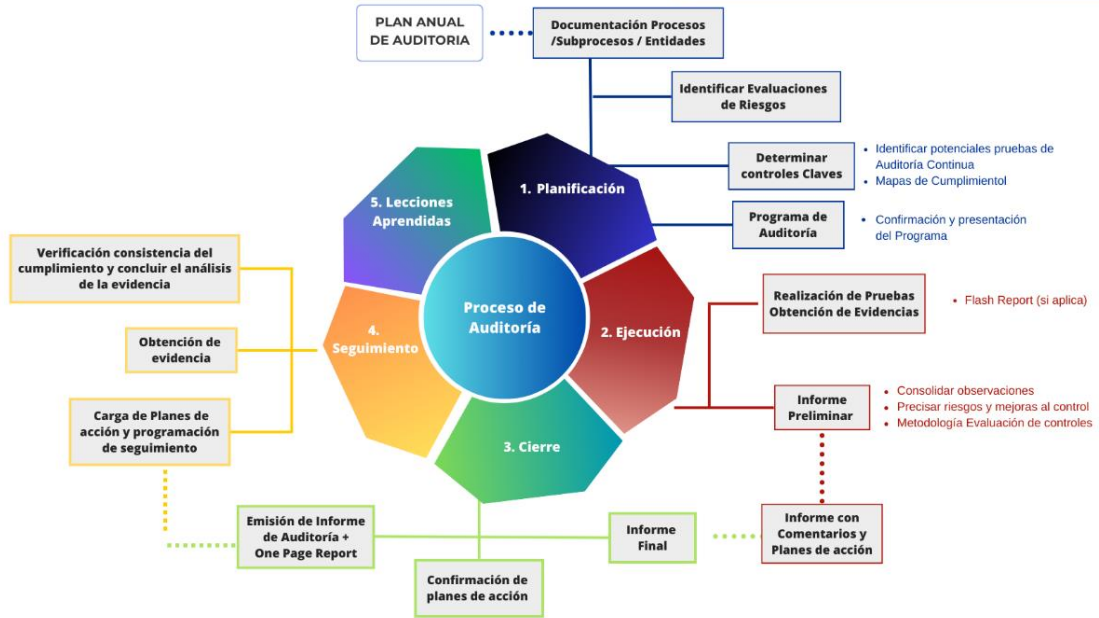 PLAN ANUAL
DE AUDITORIA
Documentación Procesos
/Subprocesos / Entidades
Identificar Evaluaciones
de Riesgos
Determinar
controles Claves
• Identificar potenciales pruebas de
Auditoría Continua
• Mapas de Cumplimientol
Programa de
Auditoría
• Confirmación y presentación
del Programa
1. Planificación
5. Lecciones
Aprendidas
Proceso de
Auditoría
2. Ejecución
4.
Seguimiento
3. Cierre
Realización de Pruebas
Obtención de Evidencias
• Flash Report (si aplica)
Informe
Preliminar
• Consolidar observaciones
• Precisar riesgos y mejoras al control
• Metodología Evaluación de controles
Informe con
Comentarios y
Planes de acción
Informe
Final
Confirmación de
planes de acción
Emisión de Informe
de Auditoría +
One Page Report
Verificación consistencia del
cumplimiento y concluir el análisis
de la evidencia
Obtención de
evidencia
Carga de Planes de
acción y programación
de seguimiento